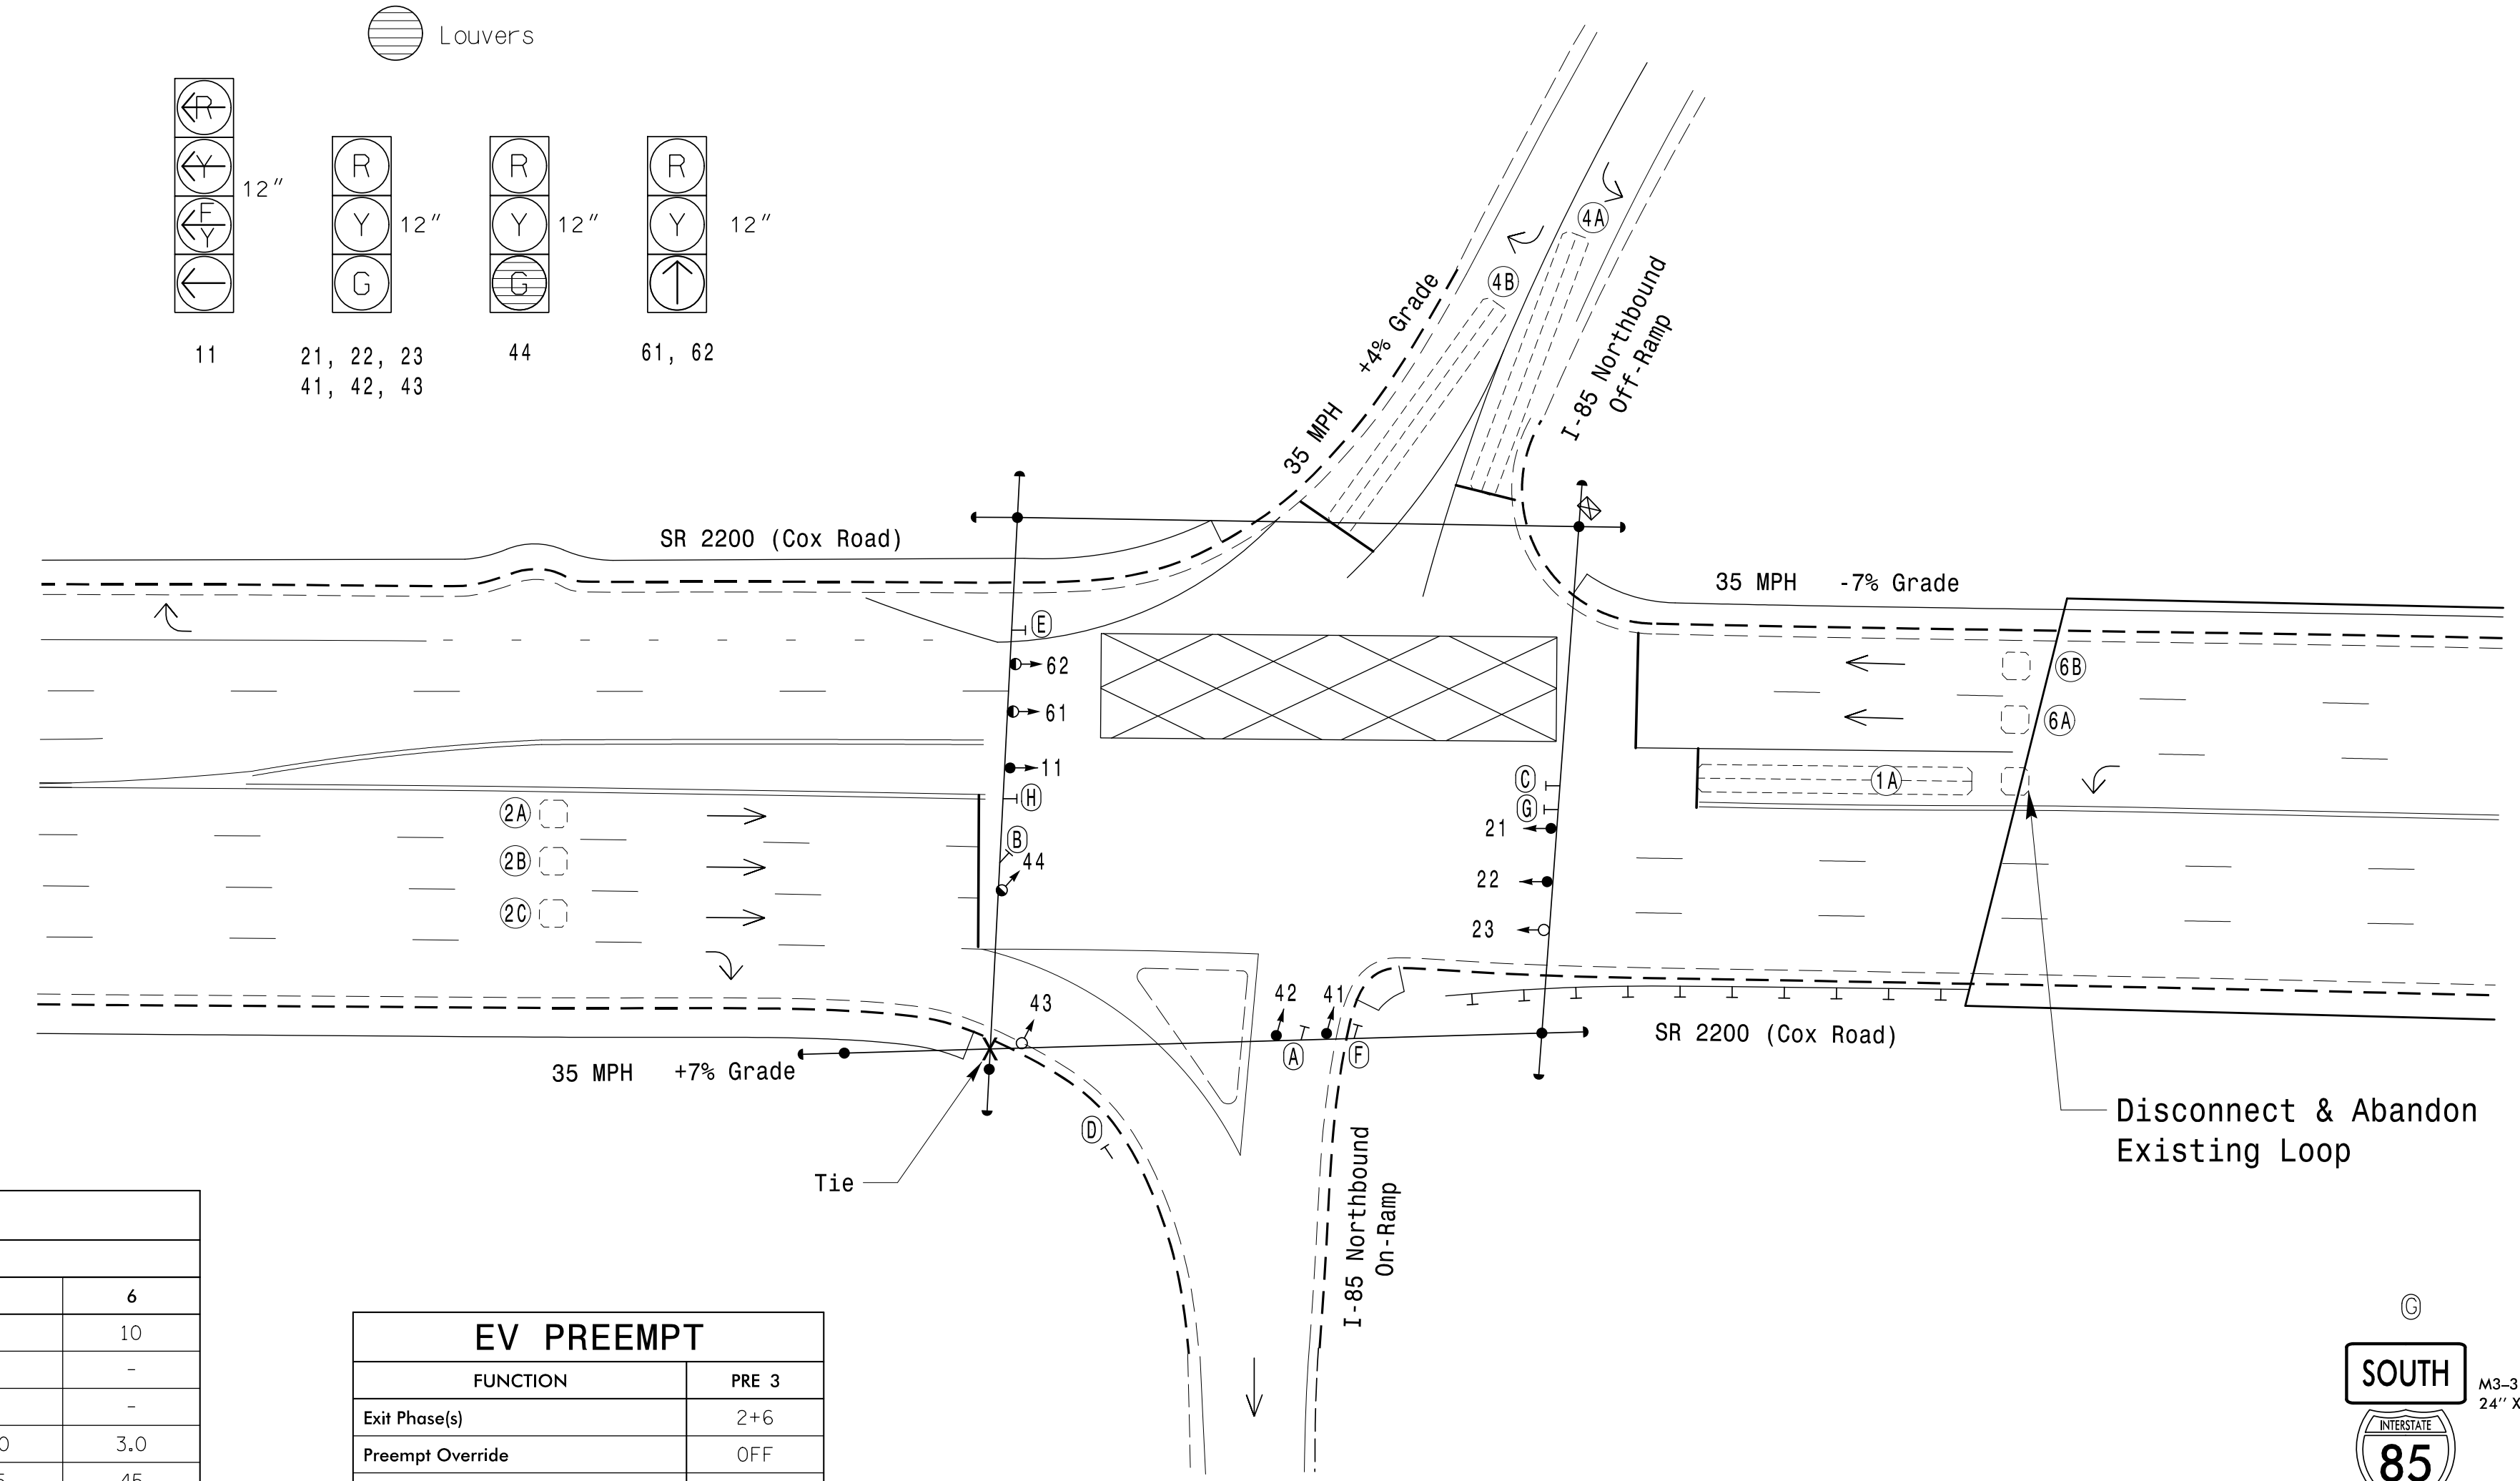 Louvers
R
Y
F
Y
12"
11
R
Y
G
12"
21, 22, 23
41, 42, 43
R
Y
G
12"
44
R
Y
12"
61, 62
4A
4B
+4% Grade
35 MPH
I-85 Northbound
Off-Ramp
SR 2200 (Cox Road)
35 MPH -7% Grade
E
62
61
11
H
B
44
6B
6A
1A
2A
2B
2C
C
G
21
22
23
43
42
41
A
F
D
SR 2200 (Cox Road)
35 MPH +7% Grade
Tie
I-85 Northbound
On-Ramp
Disconnect & Abandon
Existing Loop
6
10
-
-
0 3.0
45
EV PREEMPT
FUNCTION PRE 3
Exit Phase(s) 2+6
Preempt Override OFF
G
SOUTH
M3-3
24" X
INTERSTATE
85